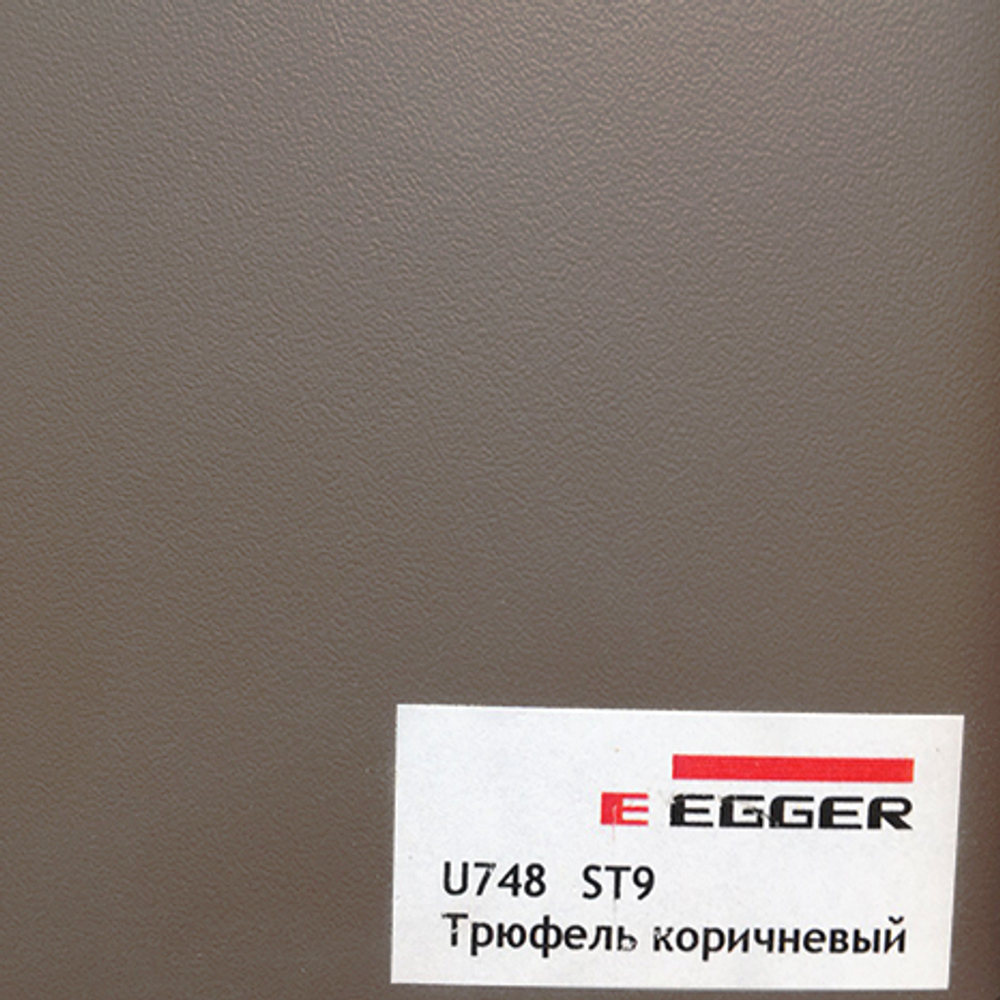 E EGGER
U748 ST9
Трюфель коричневый